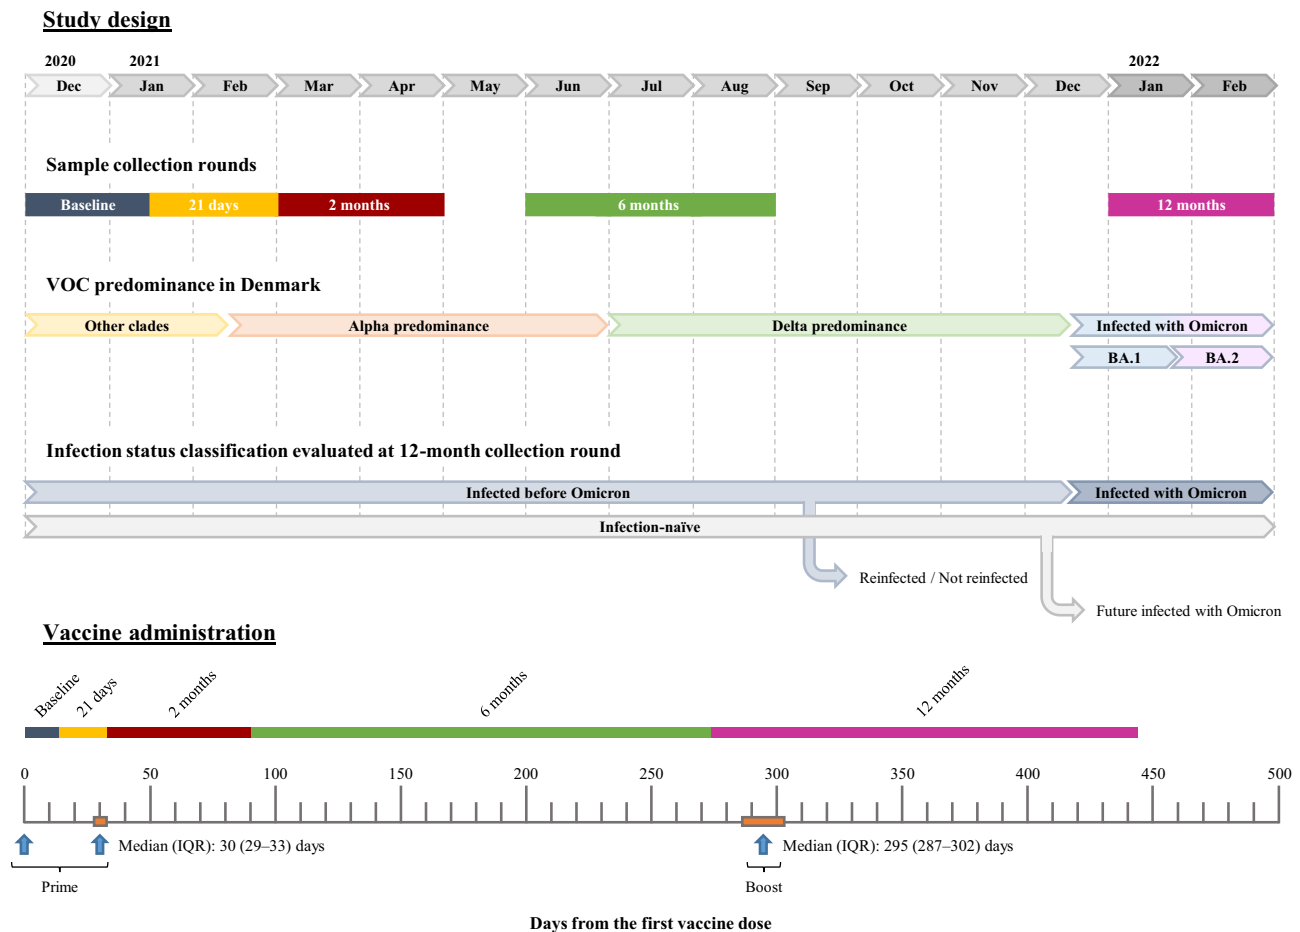 Study design
2020 2021 2022
Dec Jan Feb Mar Apr May Jun Jul Aug Sep Oct Nov Dec Jan Feb
Sample collection rounds
Baseline 21 days 2 months 6 months 12 months
VOC predominance in Denmark
Other clades Alpha predominance Delta predominance Infected with Omicron
BA.1 BA.2
Infection status classification evaluated at 12-month collection round
Infected before Omicron Infected with Omicron
Infection-naïve
Reinfected / Not reinfected
Future infected with Omicron
Vaccine administration
Baseline 21 days 2 months 6 months 12 months
0 50 100 150 200 250 300 350 400 450 500
Median (IQR): 30 (29–33) days Median (IQR): 295 (287–302) days
Prime Boost
Days from the first vaccine dose